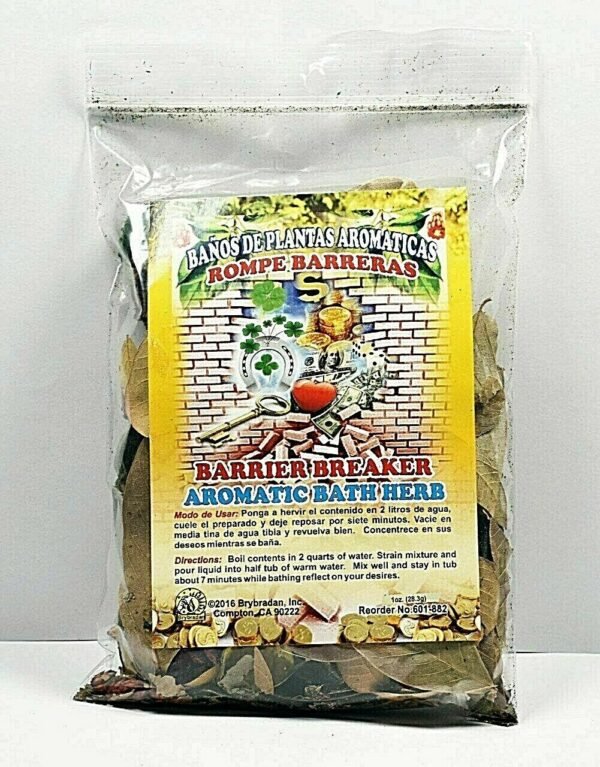 BAÑOS DE PLANTAS AROMATICAS
ROMPE BARRERAS
S
BARRIER BREAKER
AROMATIC BATH HERB
Modo de Usar: Ponga a hervir el contenido en 2 litros de agua,
cuele el preparado y deje reposar por siete minutos. Vacie en
media tina de agua tibia y revuelva bien. Concentrece en sus
deseos mientras se baña.
Directions: Boil contents in 2 quarts of water. Strain mixture and
pour liquid into half tub of warm water. Mix well and stay in tub
about 7 minutes while bathing reflect on your desires.
Brybradan
©2016 Brybradan, Inc.
Compton, CA 90222
1oz. (28.3g)
Reorder No:601-882